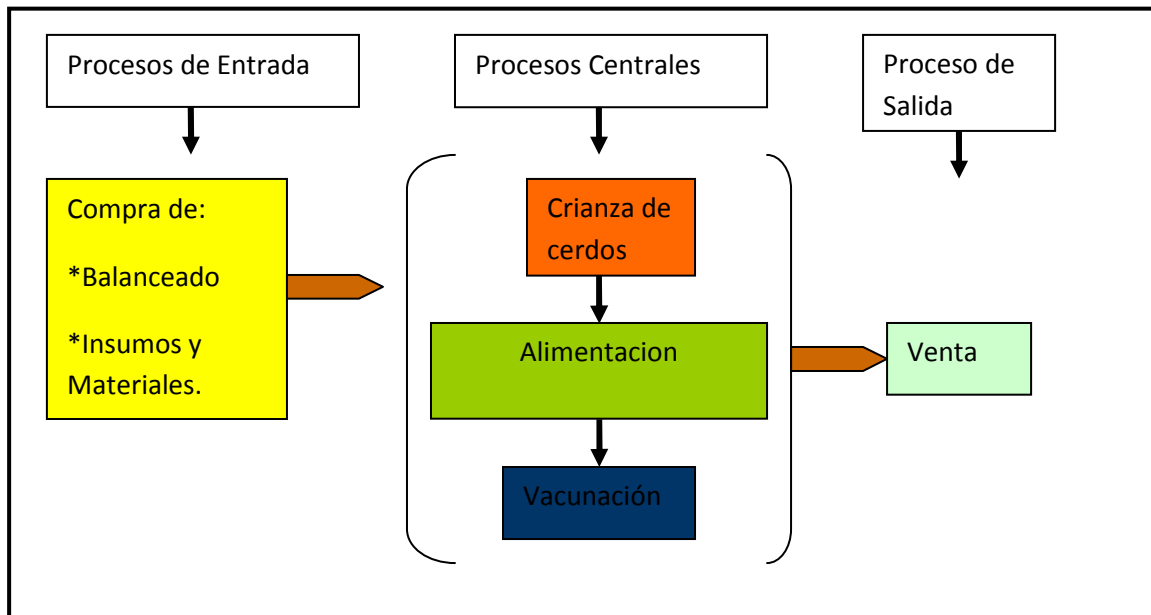 Procesos de Entrada
Procesos Centrales
Proceso de
Salida
Compra de:
*Balanceado
*Insumos y
Materiales.
Crianza de
cerdos
Alimentacion
Vacunación
Venta